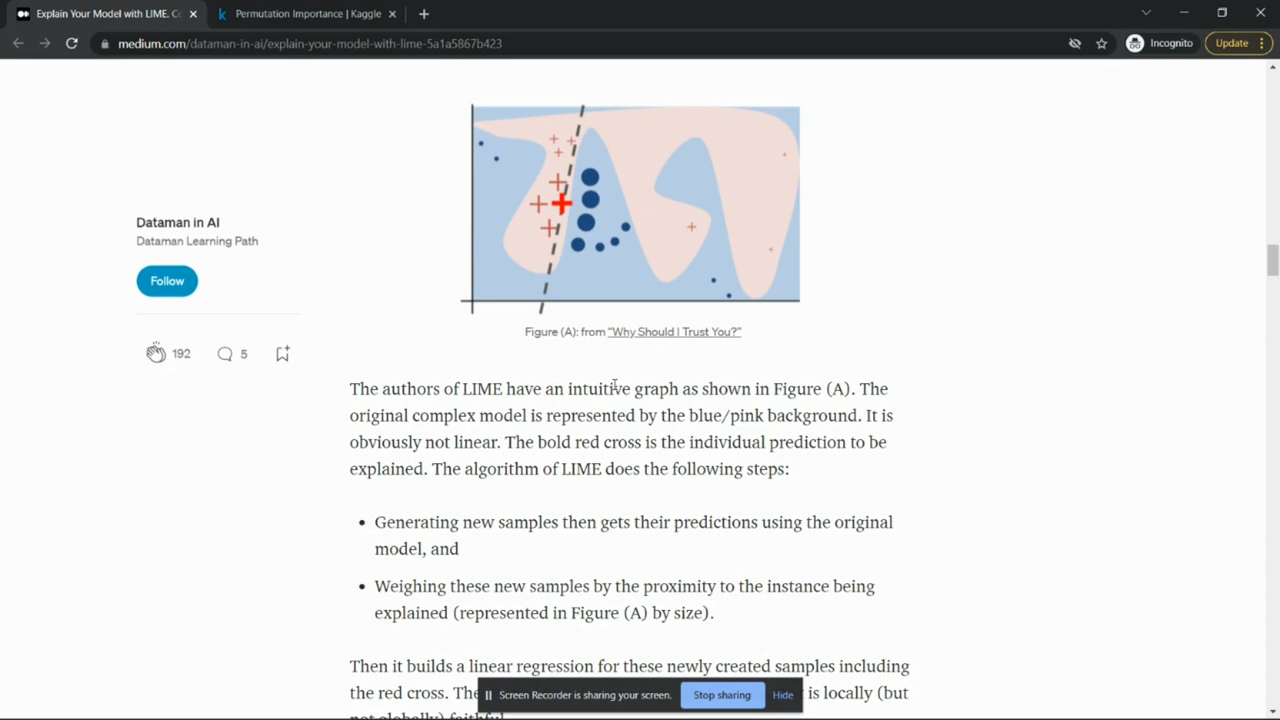 Explain Your Model with LIME. Co
Permutation Importance | Kaggle
medium.com/dataman-in-ai/explain-your-model-with-lime-5a1a5867b423
Incognito
Update
Dataman in AI
Dataman Learning Path
Follow
192
5
Figure (A): from "Why Should I Trust You?"
The authors of LIME have an intuitive graph as shown in Figure (A). The
original complex model is represented by the blue/pink background. It is
obviously not linear. The bold red cross is the individual prediction to be
explained. The algorithm of LIME does the following steps:
• Generating new samples then gets their predictions using the original
model, and
• Weighing these new samples by the proximity to the instance being
explained (represented in Figure (A) by size).
Then it builds a linear regression for these newly created samples including
the red cross. The is locally (but
not globally) faithful
Screen Recorder is sharing your screen.
Stop sharing
Hide